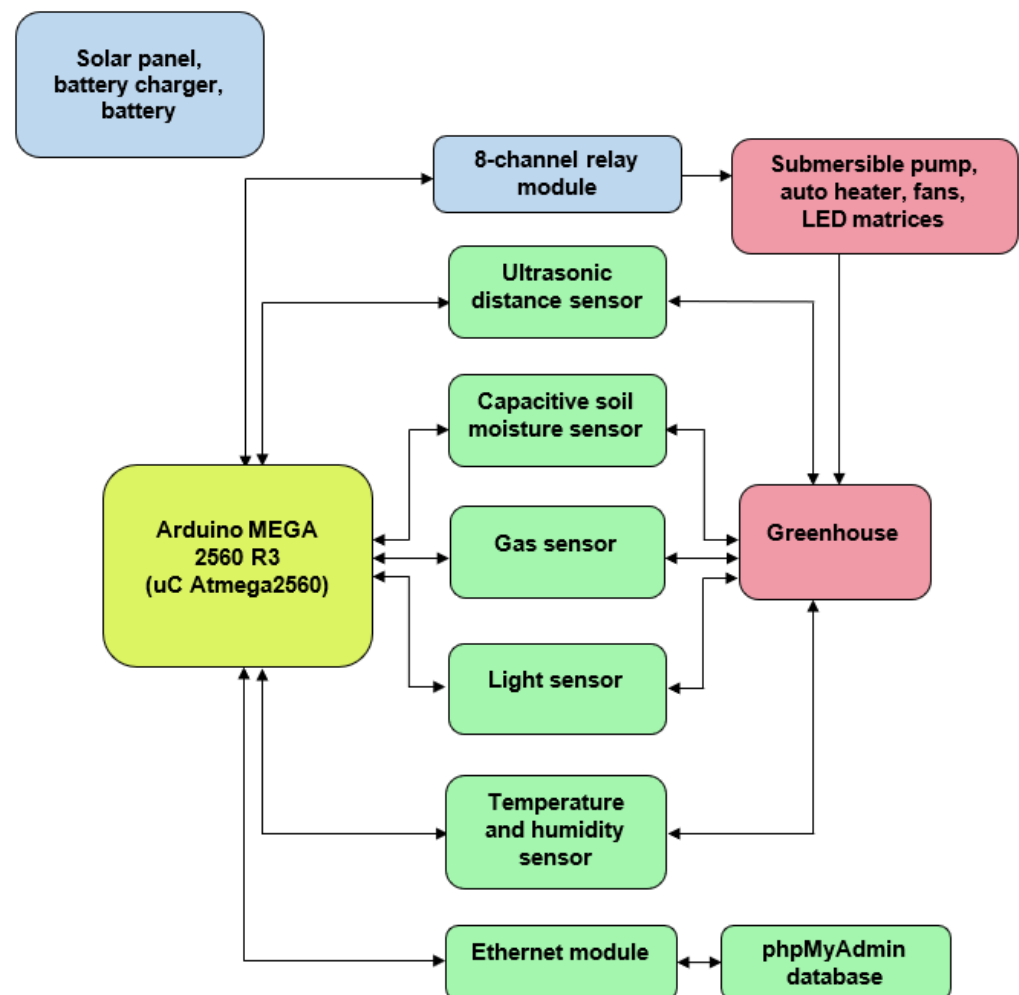 Solar panel,
battery charger,
battery
8-channel relay
module
Submersible pump,
auto heater, fans,
LED matrices
Ultrasonic
distance sensor
Capacitive soil
moisture sensor
Arduino MEGA
2560 R3
(uC Atmega2560)
Gas sensor
Greenhouse
Light sensor
Temperature
and humidity
sensor
Ethernet module
phpMyAdmin
database